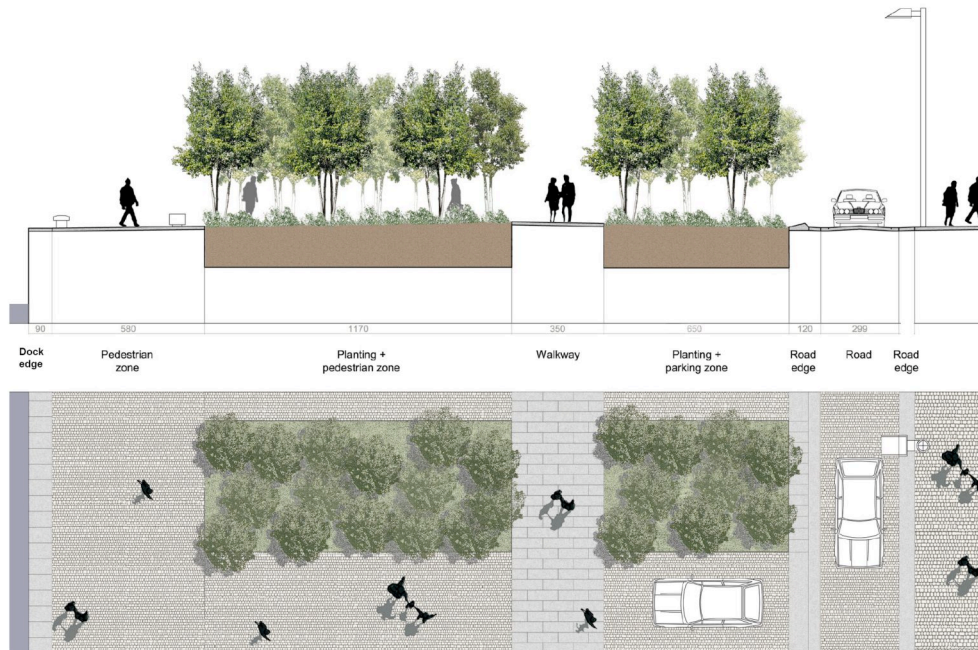 90 580 1170 350 650 120 299
Dock
edge
Pedestrian
zone
Planting +
pedestrian zone
Walkway
Planting +
parking zone
Road
edge
Road
Road
edge